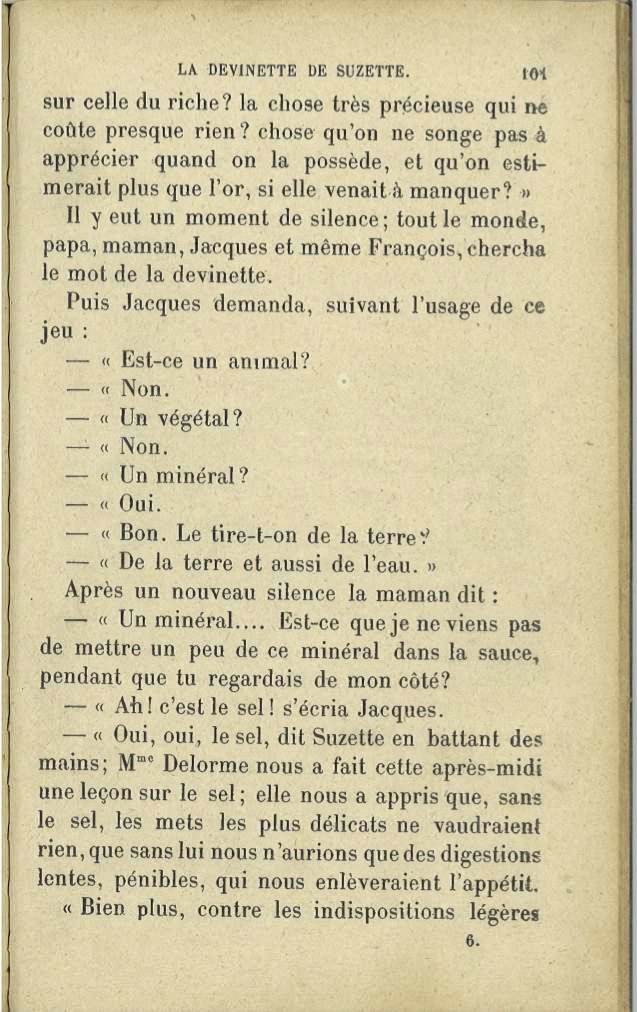 LA DEVINETTE DE SUZETTE. 101
sur celle du riche? la chose très précieuse qui ne
coûte presque rien? chose qu'on ne songe pas à
apprécier quand on la possède, et qu'on esti-
merait plus que l'or, si elle venait à manquer? »
Il y eut un moment de silence; tout le monde,
papa, maman, Jacques et même François, chercha
le mot de la devinette.
Puis Jacques demanda, suivant l'usage de ce
jeu :
— « Est-ce un animal?
— « Non.
— « Un végétal?
— « Non.
— « Un minéral?
— « Oui.
— « Bon. Le tire-t-on de la terre?
— « De la terre et aussi de l'eau. »
Après un nouveau silence la maman dit :
— « Un minéral.... Est-ce que je ne viens pas
de mettre un peu de ce minéral dans la sauce,
pendant que tu regardais de mon côté?
— « Ah! c'est le sel! s'écria Jacques.
— « Oui, oui, le sel, dit Suzette en battant des
mains; Mme Delorme nous a fait cette après-midi
une leçon sur le sel; elle nous a appris que, sans
le sel, les mets les plus délicats ne vaudraient
rien, que sans lui nous n'aurions que des digestions
lentes, pénibles, qui nous enlèveraient l'appétit.
« Bien plus, contre les indispositions légères
6.